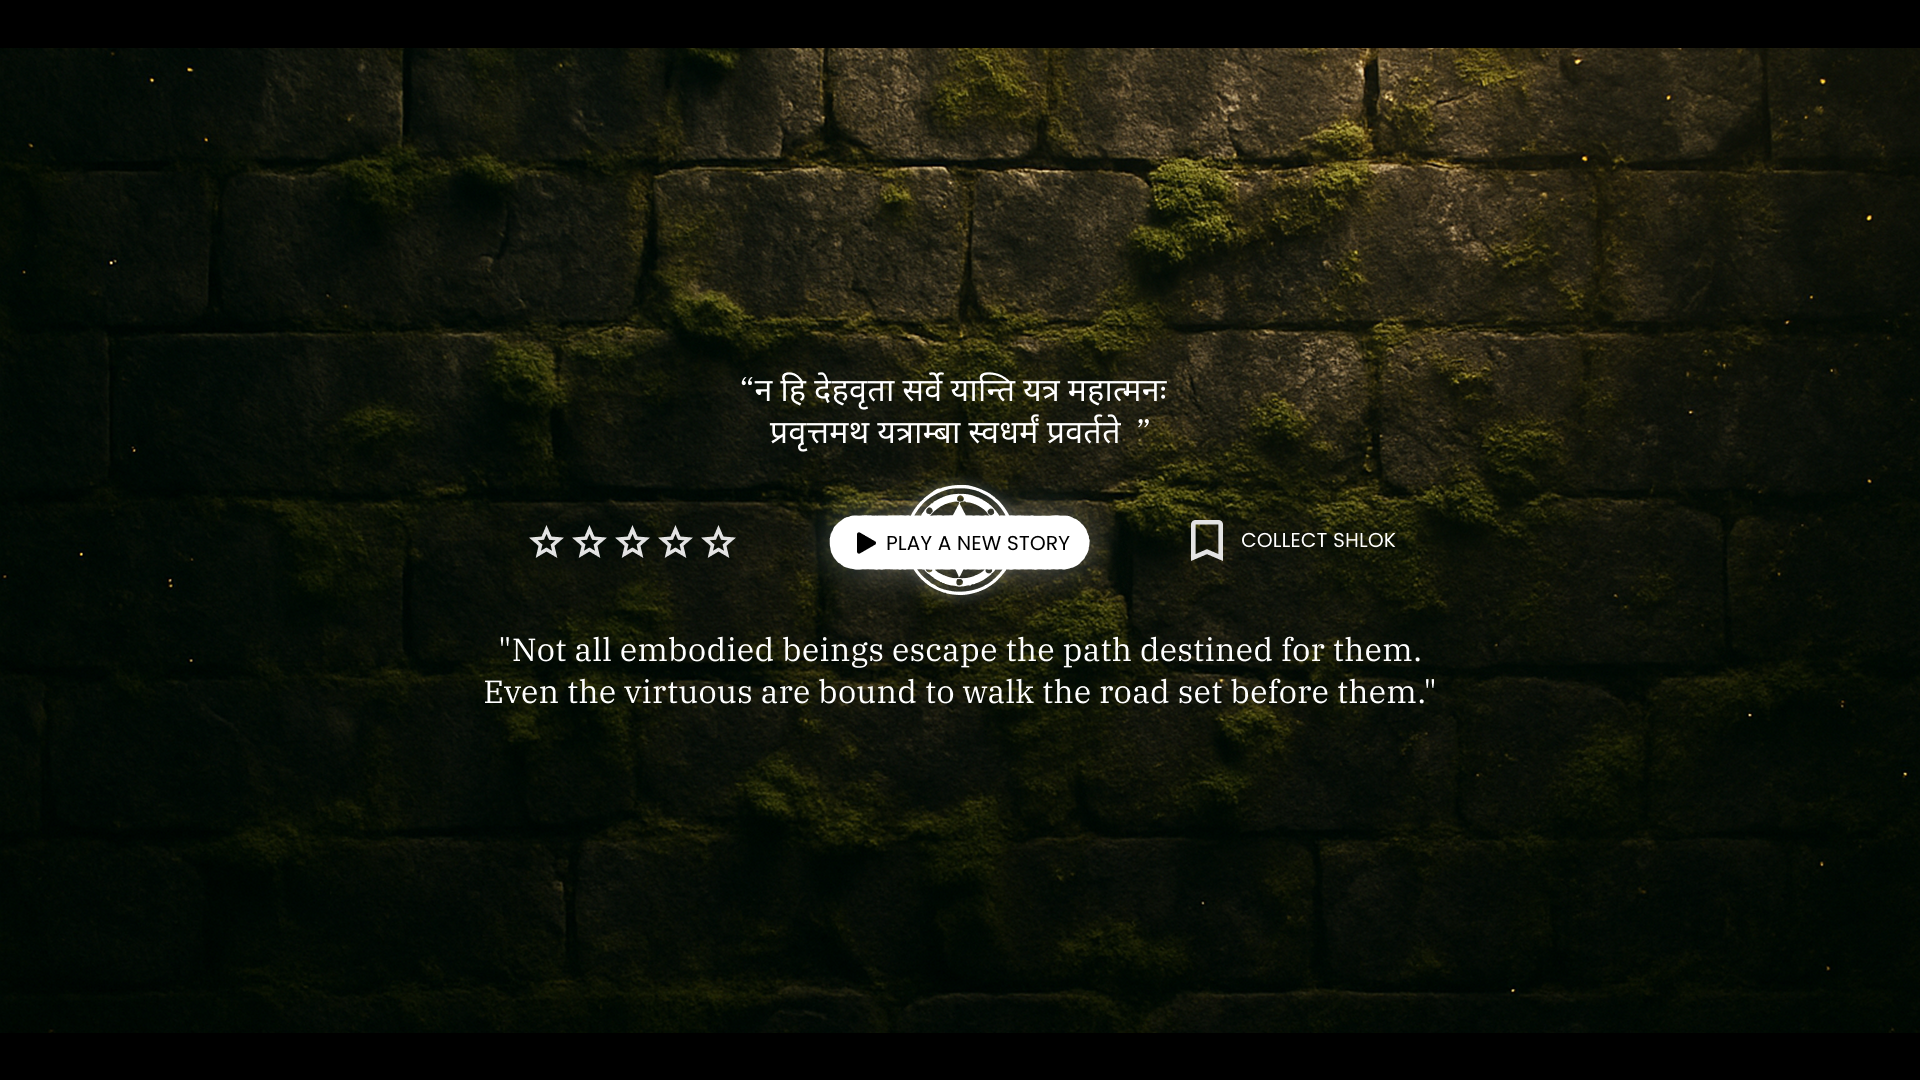 “न हि देहवृता सर्वे यान्ति यत्र महात्मनः
प्रवृत्तमथ यत्राम्बा स्वधर्मं प्रवर्तते ”
PLAY A NEW STORY
COLLECT SHLOK
"Not all embodied beings escape the path destined for them.
Even the virtuous are bound to walk the road set before them."